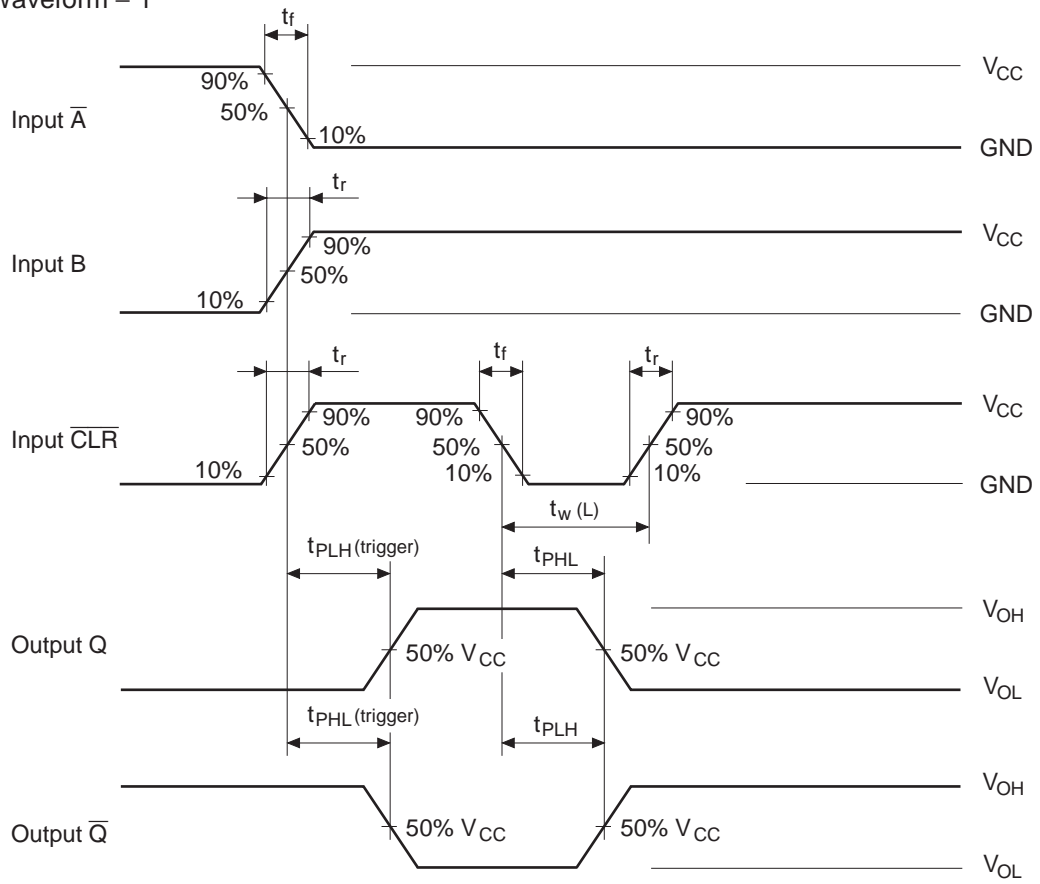 Waveform – 1
tf
VCC
90%
50%
Input A̅
10%
GND
tr
VCC
90%
Input B
50%
10%
GND
tr
tf
tr
VCC
90%
90%
90%
Input C̅L̅R̅
50%
50%
50%
10%
10%
10%
GND
tw (L)
tPLH (trigger)
tPHL
VOH
Output Q
50% VCC
50% VCC
VOL
tPHL (trigger)
tPLH
VOH
Output Q̅
50% VCC
50% VCC
VOL